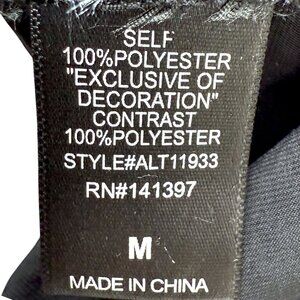 SELF
100%POLYESTER
"EXCLUSIVE OF
DECORATION"
CONTRAST
100%POLYESTER
STYLE#ALT11933
RN#141397
M
MADE IN CHINA